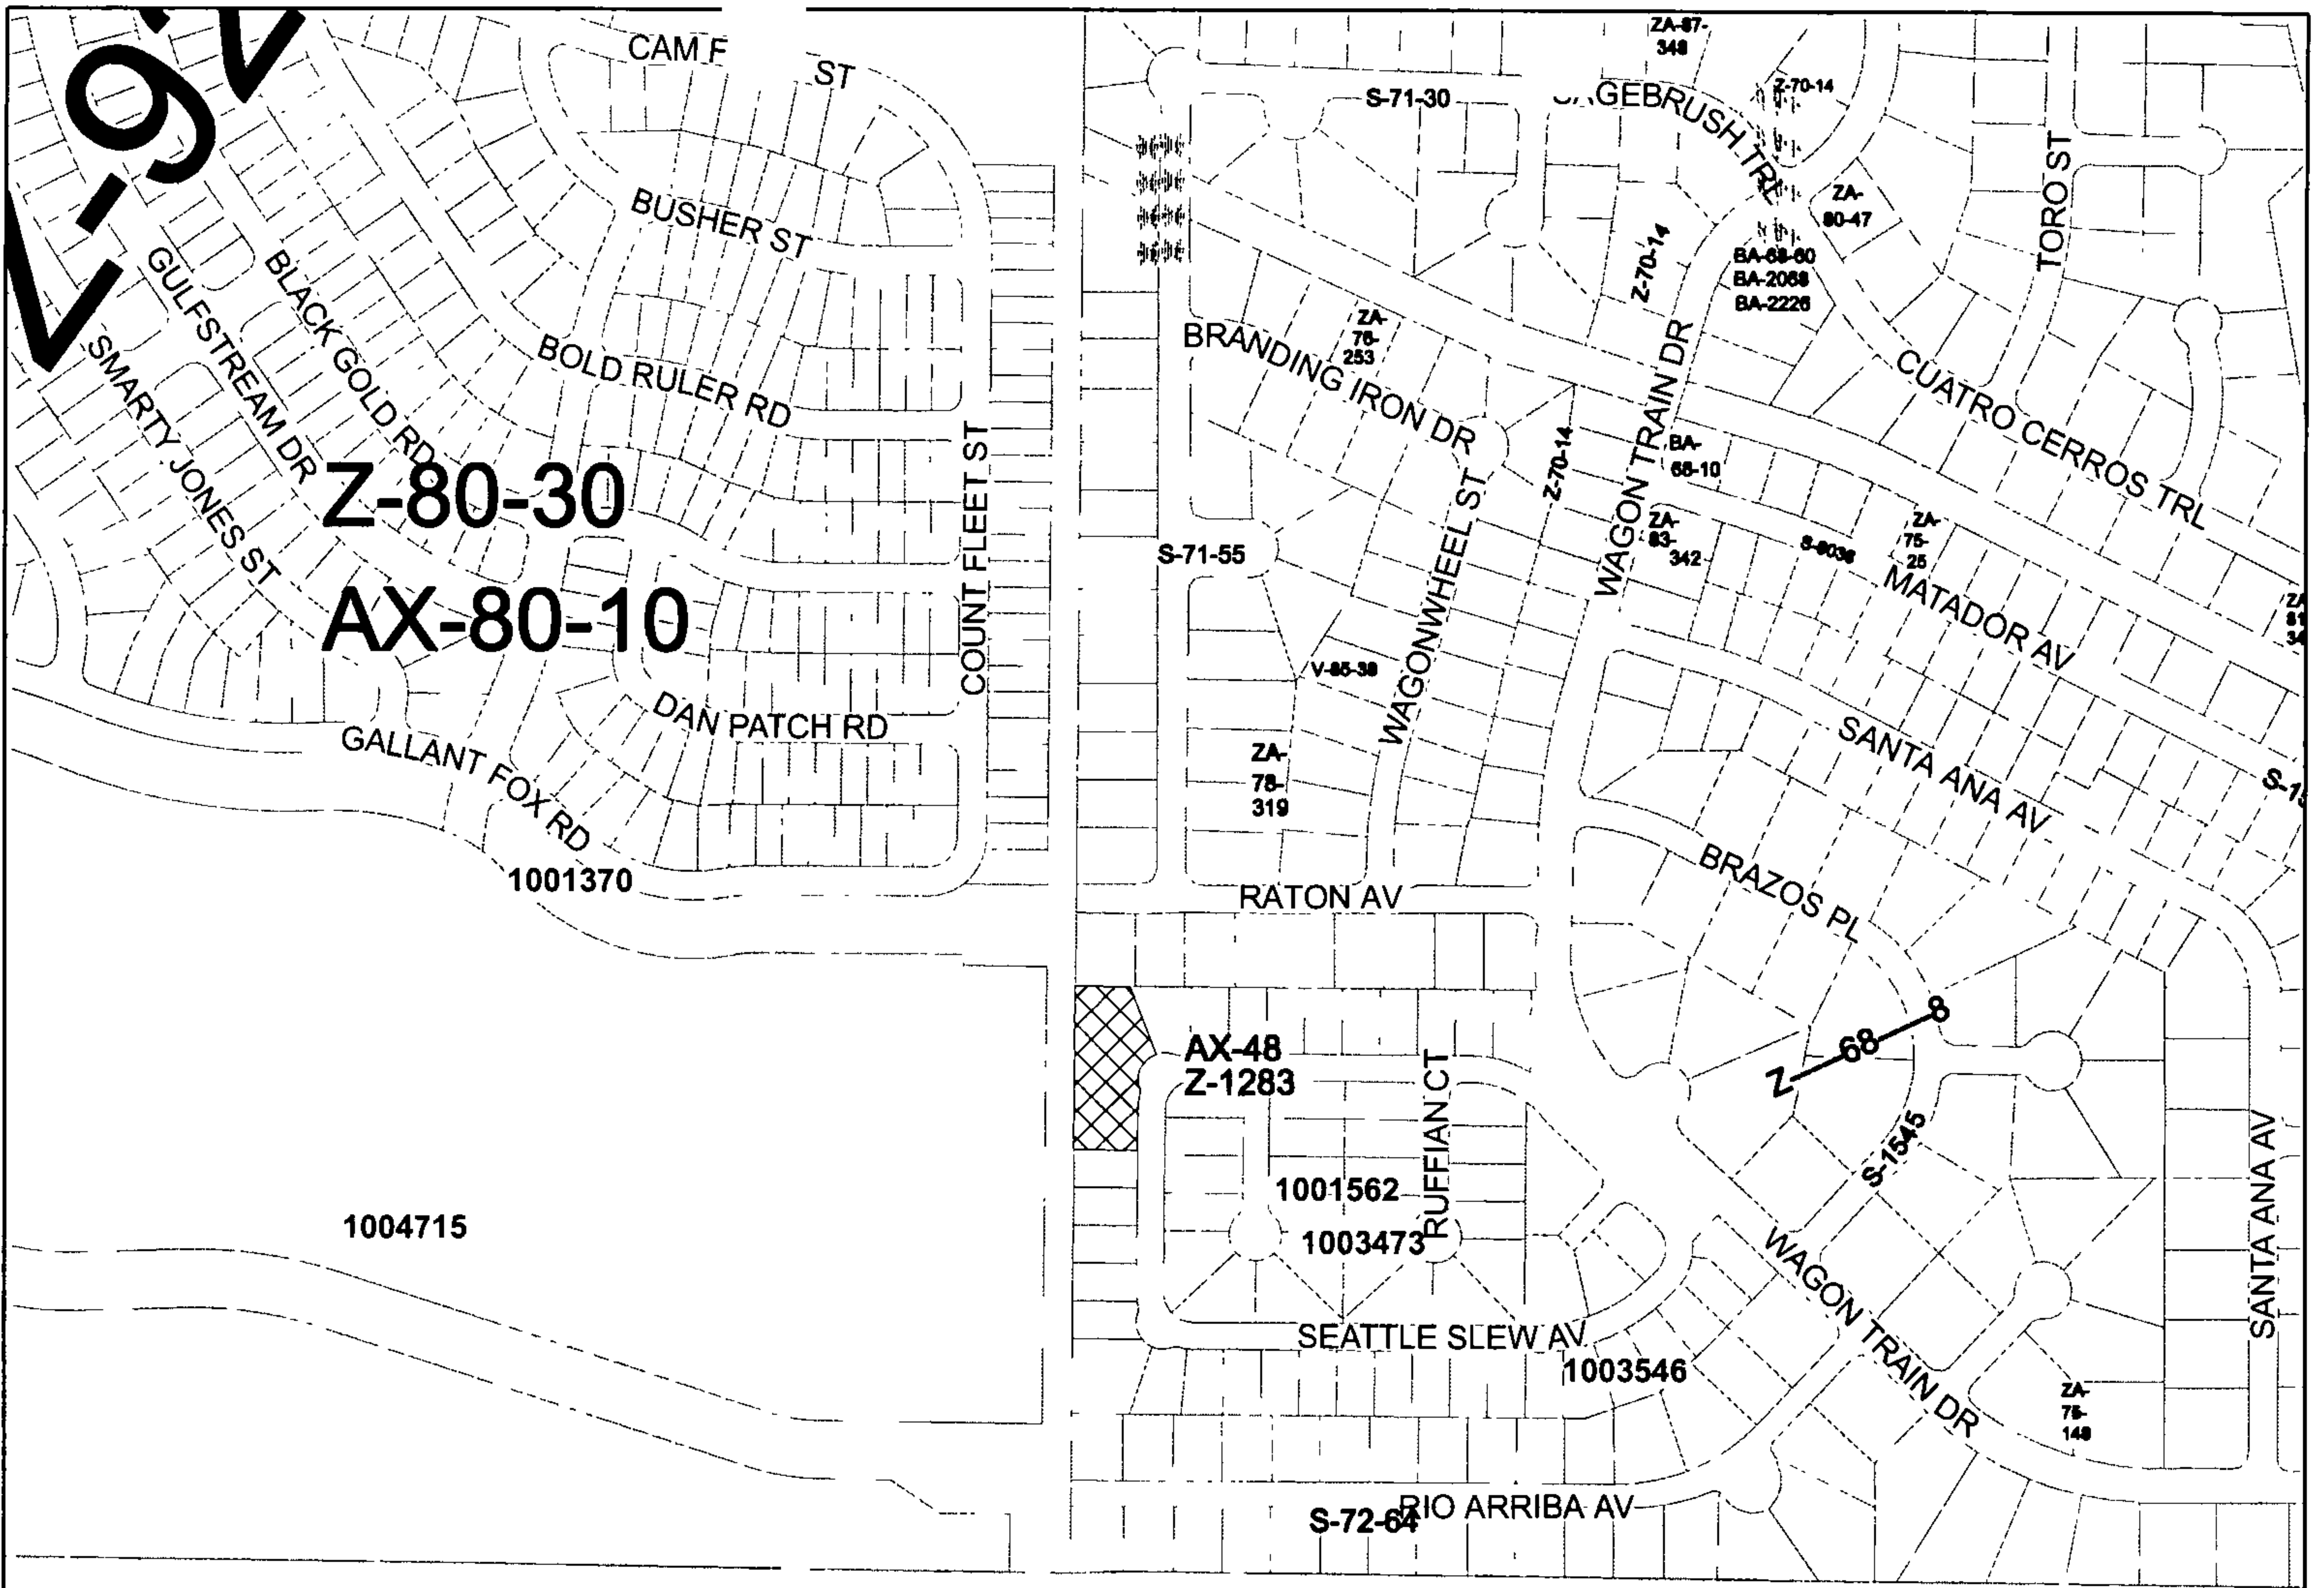 Z-9
CAM F
ST
ZA-87-
348
S-71-30
GEBRUSH TRL
Z-70-14
ZA-
80-47
TORO ST
BUSHER ST
BA-68-60
BA-2068
BA-2226
Z-70-14
GULFSTREAM DR
BLACK GOLD RD
SMARTY JONES ST
BOLD RULER RD
BRANDING IRON DR
ZA-
76-
253
WAGON TRAIN DR
CUATRO CERROS TRL
Z-80-30
AX-80-10
COUNT FLEET ST
Z-70-14
BA-
68-10
ZA-
83-
342
ZA-
75-
25
MATADOR AV
S-71-55
WAGONWHEEL ST
V-85-38
DAN PATCH RD
GALLANT FOX RD
ZA-
78-
319
SANTA ANA AV
1001370
RATON AV
BRAZOS PL
AX-48
Z-1283
RUFFIAN CT
Z 68 8
S-1545
SANTA ANA AV
1001562
1003473
1004715
WAGON TRAIN DR
SEATTLE SLEW AV
1003546
RIO ARRIBA AV
S-72-64